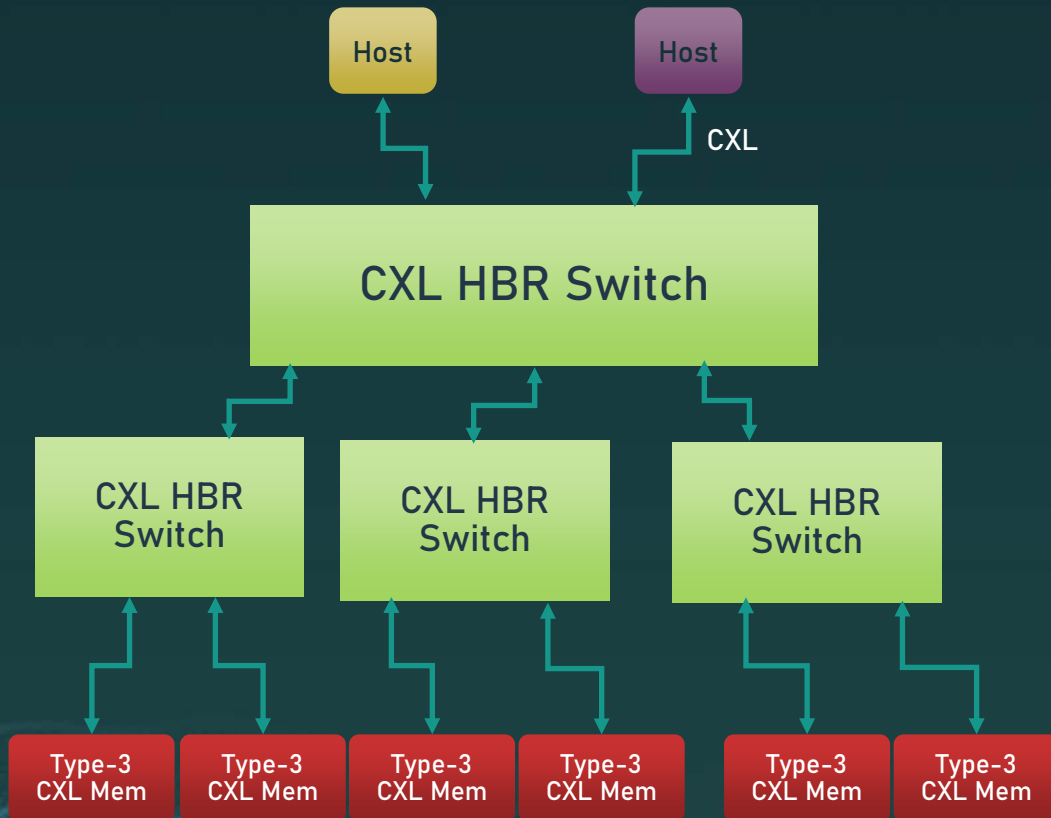 Host
Host
CXL
CXL HBR Switch
CXL HBR
Switch
CXL HBR
Switch
CXL HBR
Switch
Type-3
CXL Mem
Type-3
CXL Mem
Type-3
CXL Mem
Type-3
CXL Mem
Type-3
CXL Mem
Type-3
CXL Mem